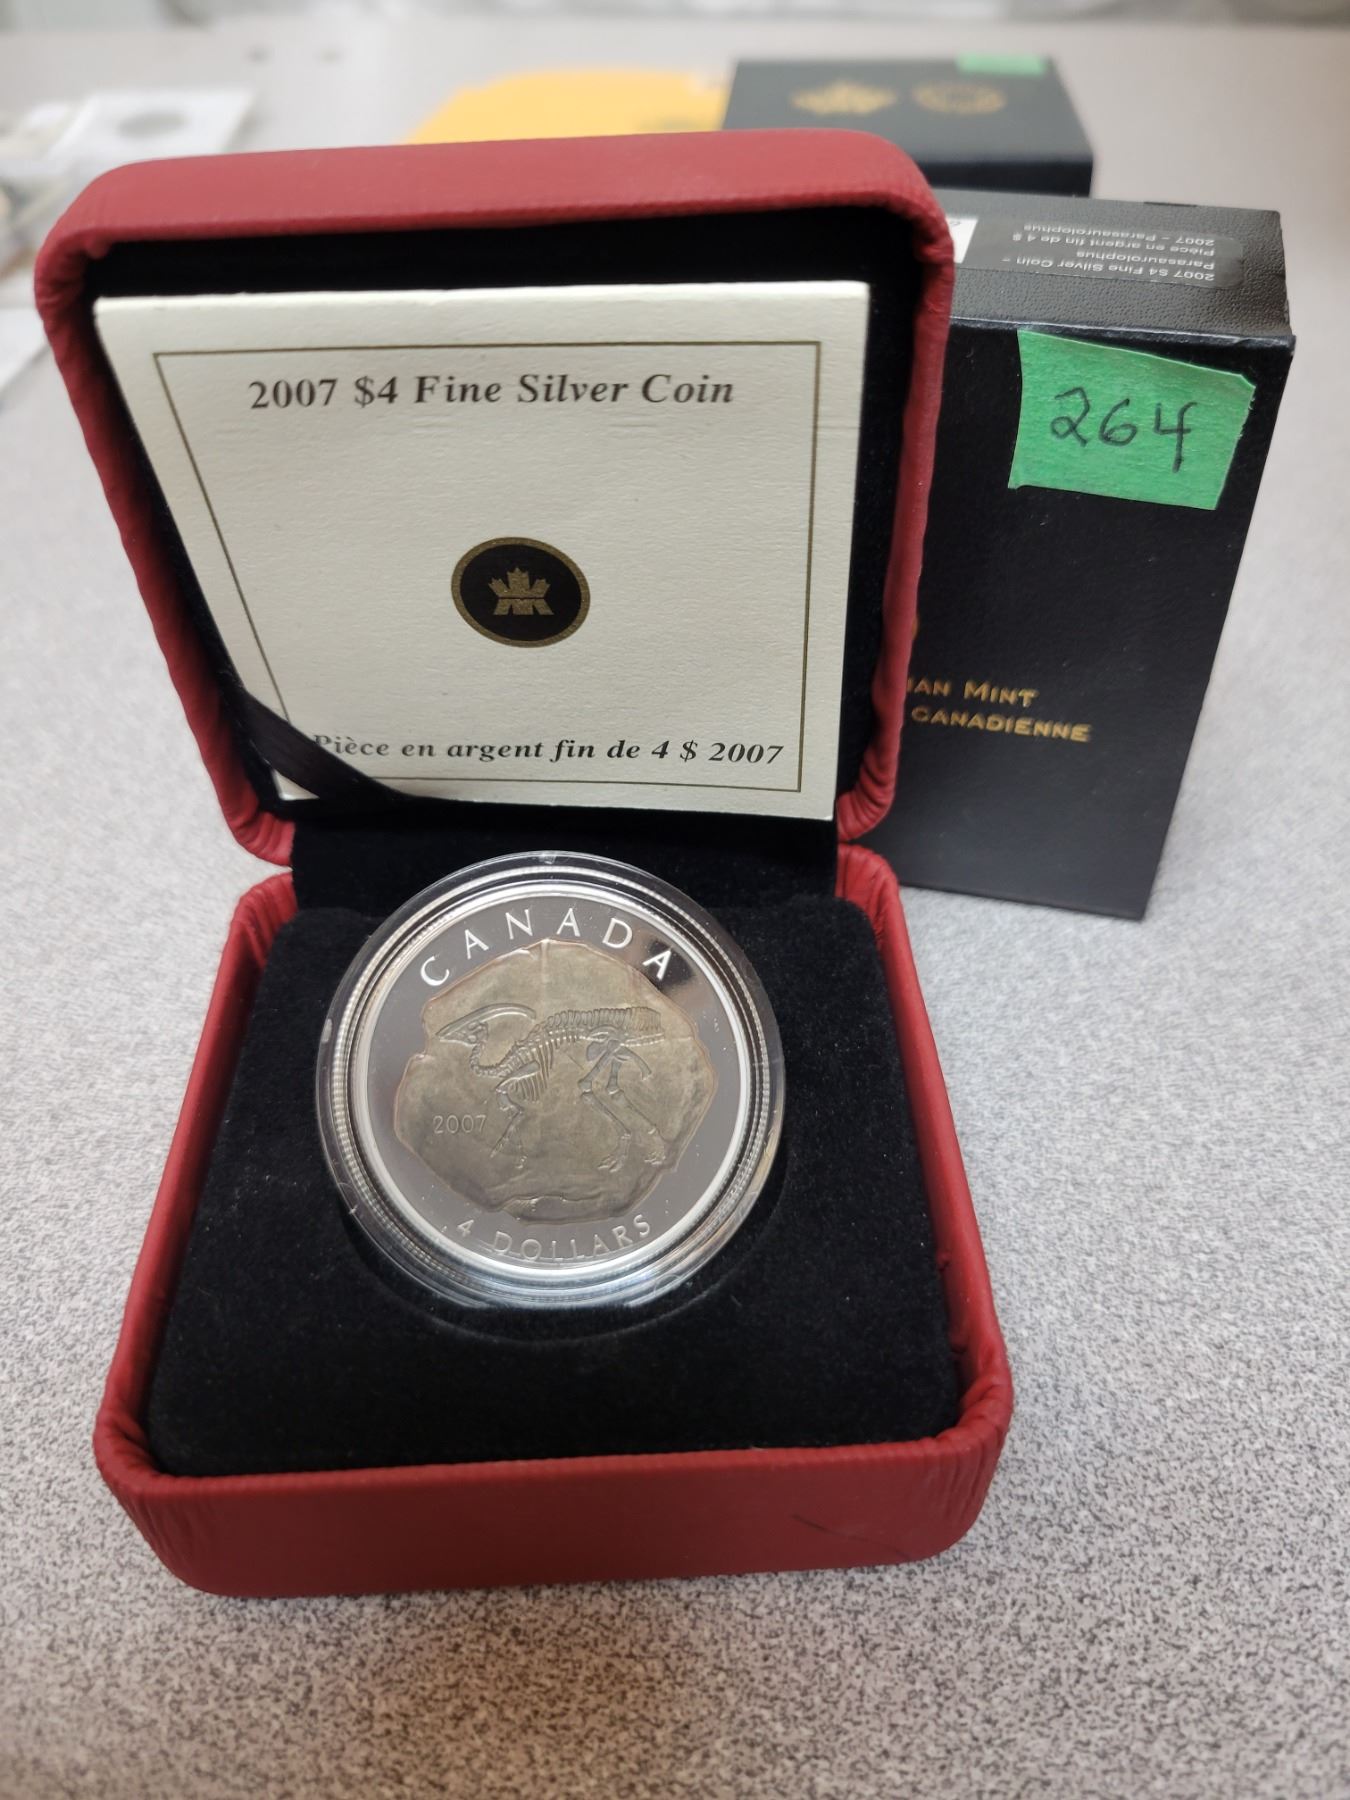 2007 $4 Fine Silver Coin
Pièce en argent fin de 4 $ 2007
2007 $4 Fine Silver Coin –
Parasaurolophus
Pièce en argent fin de 4 $
2007 – Parasaurolophus
264
MINT
CANADIENNE
CANADA
2007
4 DOLLARS